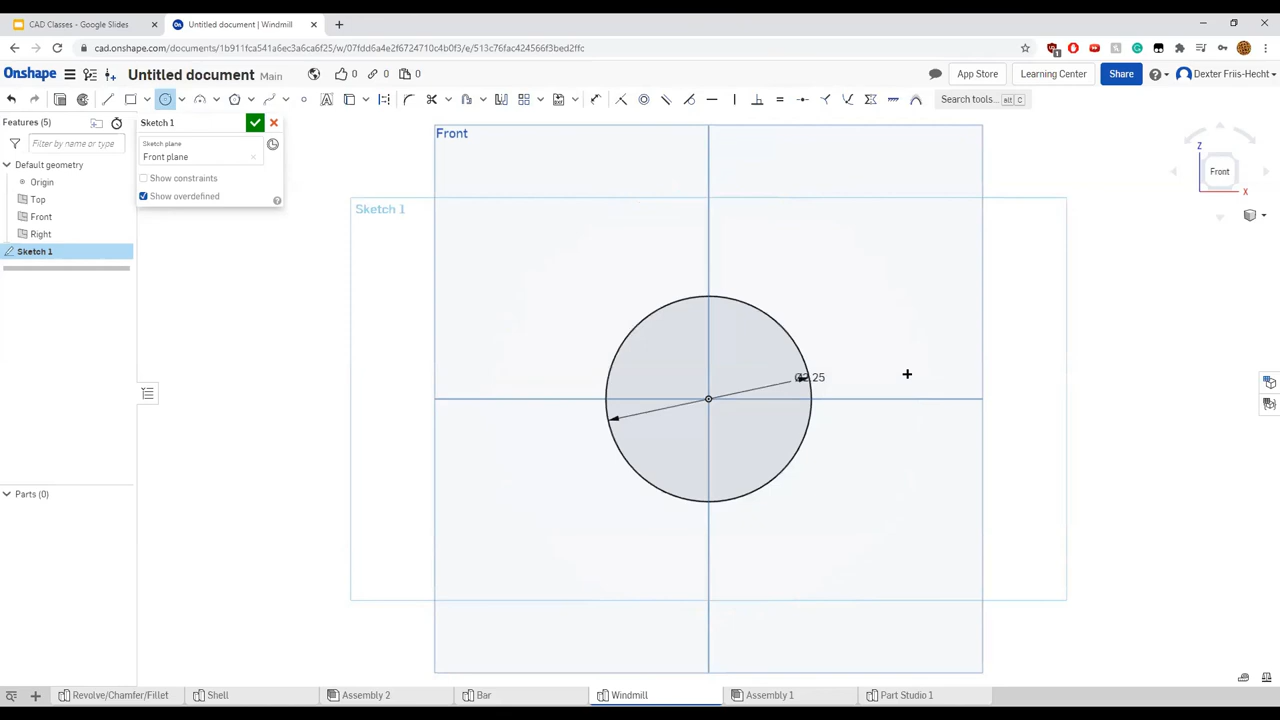 CAD Classes - Google Slides
Untitled document | Windmill
cad.onshape.com/documents/1b911fca541a6ec3a6ca6f25/w/07fdd6a4e2f6724710c4b0f3/e/513c76fac424566f3bed2ffc
Onshape
Untitled document Main
0
0
0
App Store
Learning Center
Share
Dexter Friis-Hecht
Search tools... alt C
Features (5)
Filter by name or type
Default geometry
Origin
Top
Front
Right
Sketch 1
Parts (0)
Sketch 1
Sketch plane
Front plane
Show constraints
Show overdefined
Front
Sketch 1
Z
Front
X
Revolve/Chamfer/Fillet
Shell
Assembly 2
Bar
Windmill
Assembly 1
Part Studio 1